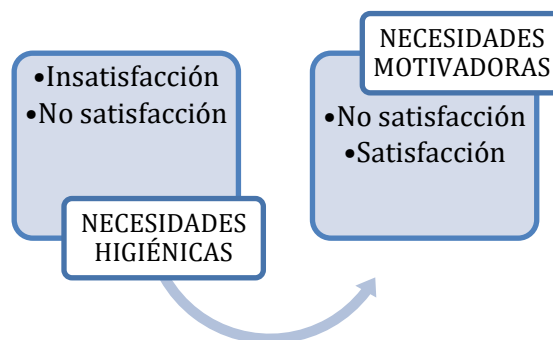 •Insatisfacción
•No satisfacción
NECESIDADES
HIGIÉNICAS
NECESIDADES
MOTIVADORAS
•No satisfacción
•Satisfacción